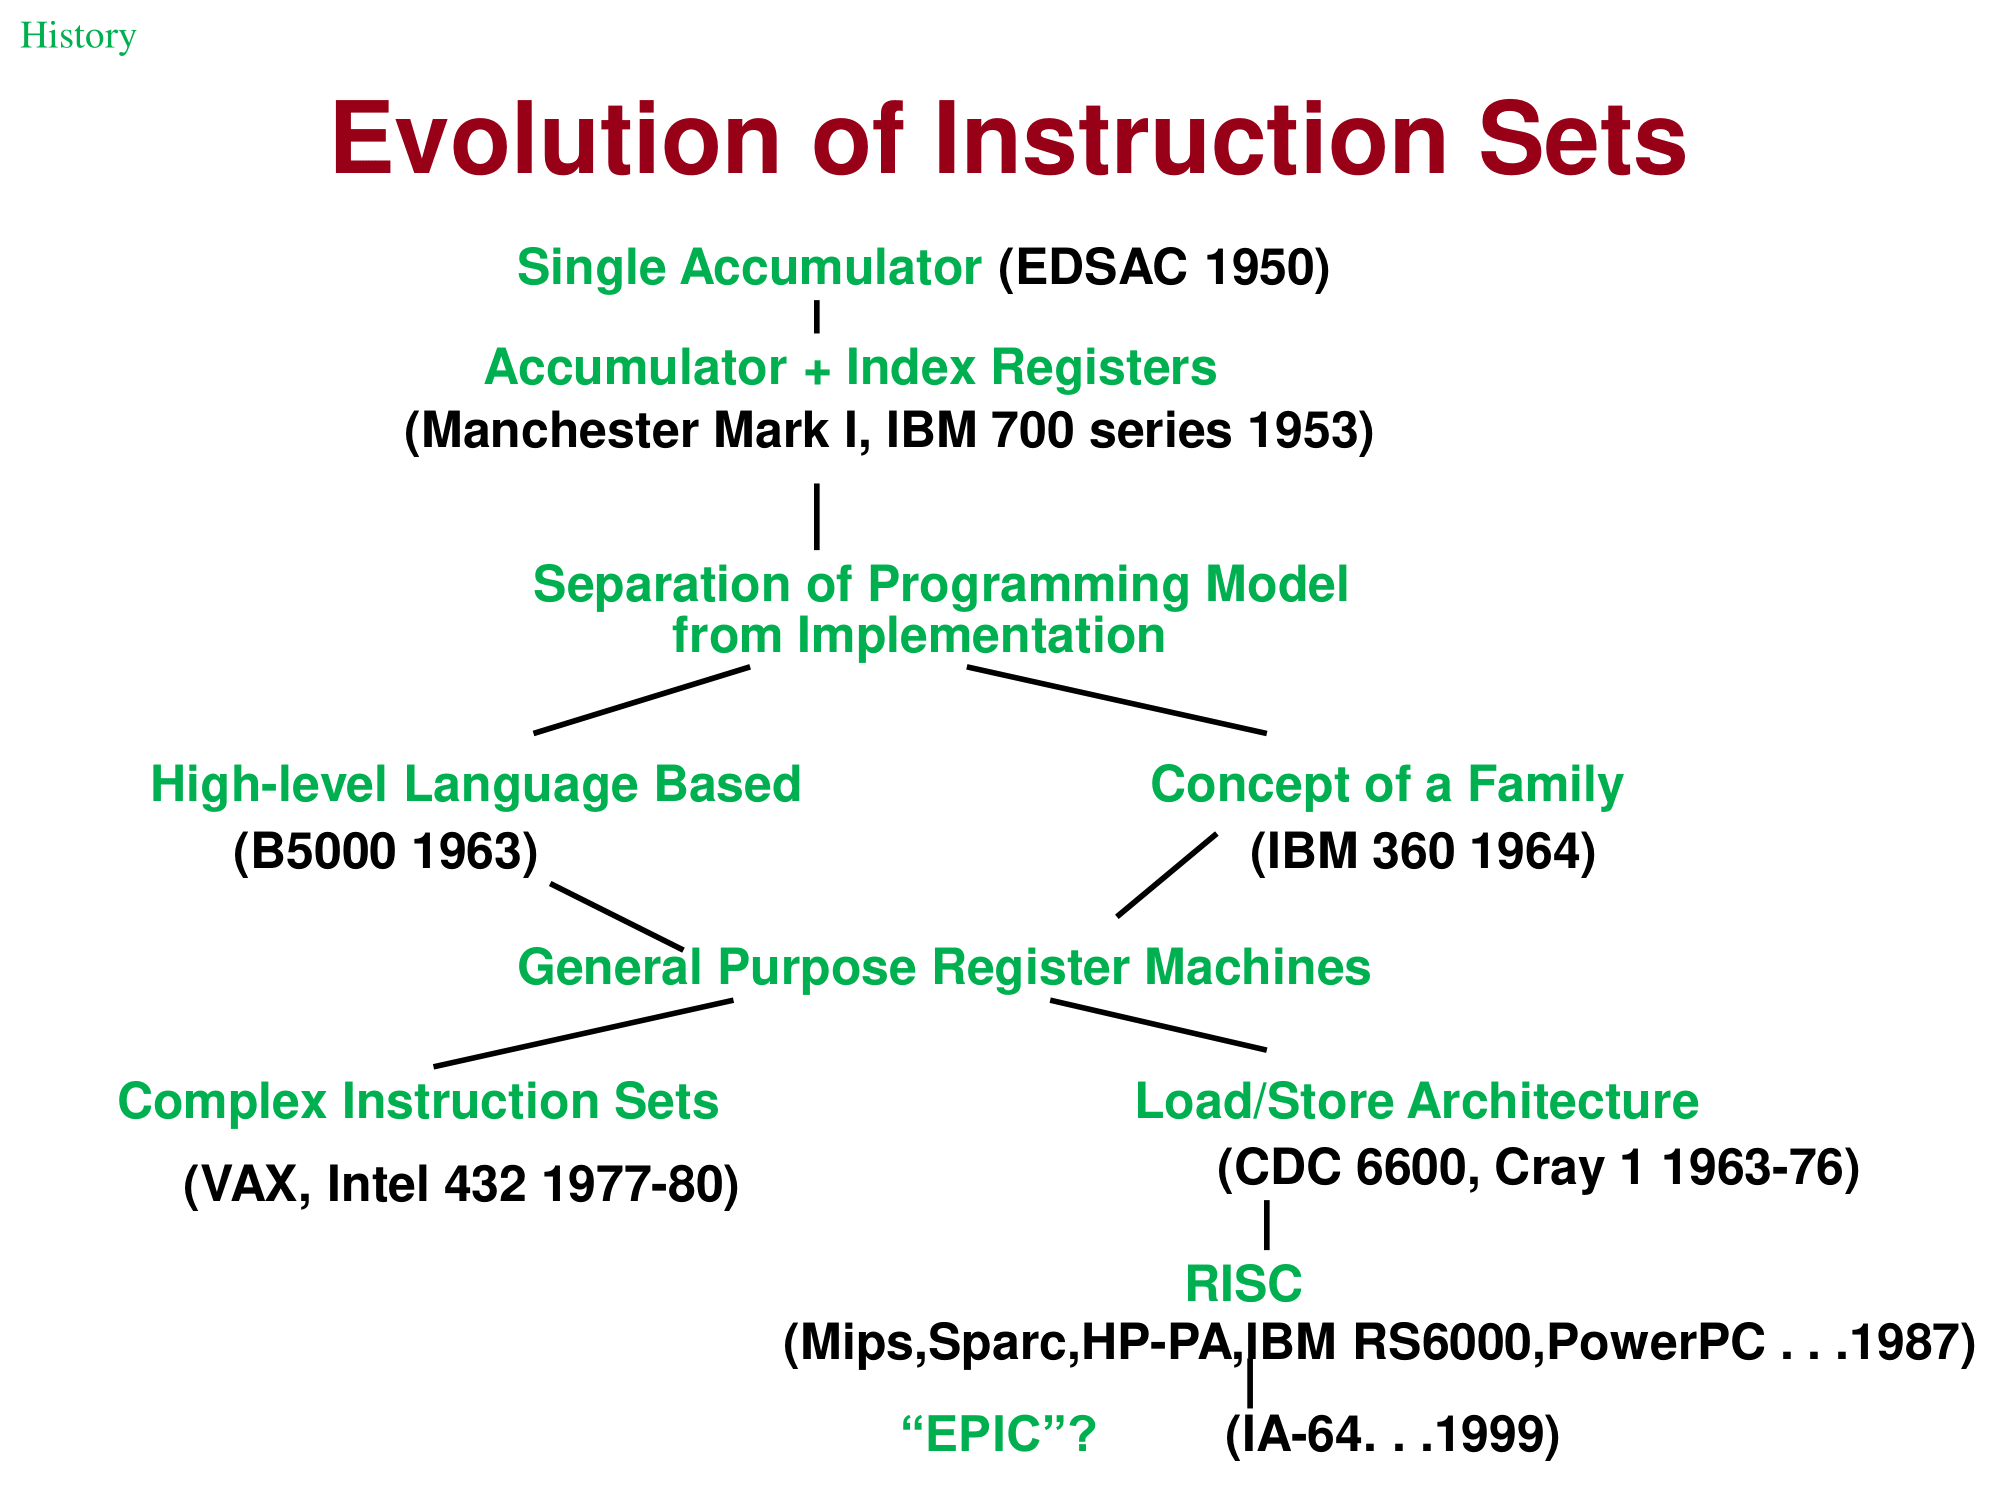 History
Evolution of Instruction Sets
Single Accumulator (EDSAC 1950)
Accumulator + Index Registers
(Manchester Mark I, IBM 700 series 1953)
Separation of Programming Model
from Implementation
High-level Language Based
(B5000 1963)
Concept of a Family
(IBM 360 1964)
General Purpose Register Machines
Complex Instruction Sets
(VAX, Intel 432 1977-80)
Load/Store Architecture
(CDC 6600, Cray 1 1963-76)
RISC
(Mips,Sparc,HP-PA,IBM RS6000,PowerPC . . .1987)
“EPIC”? (IA-64. . .1999)